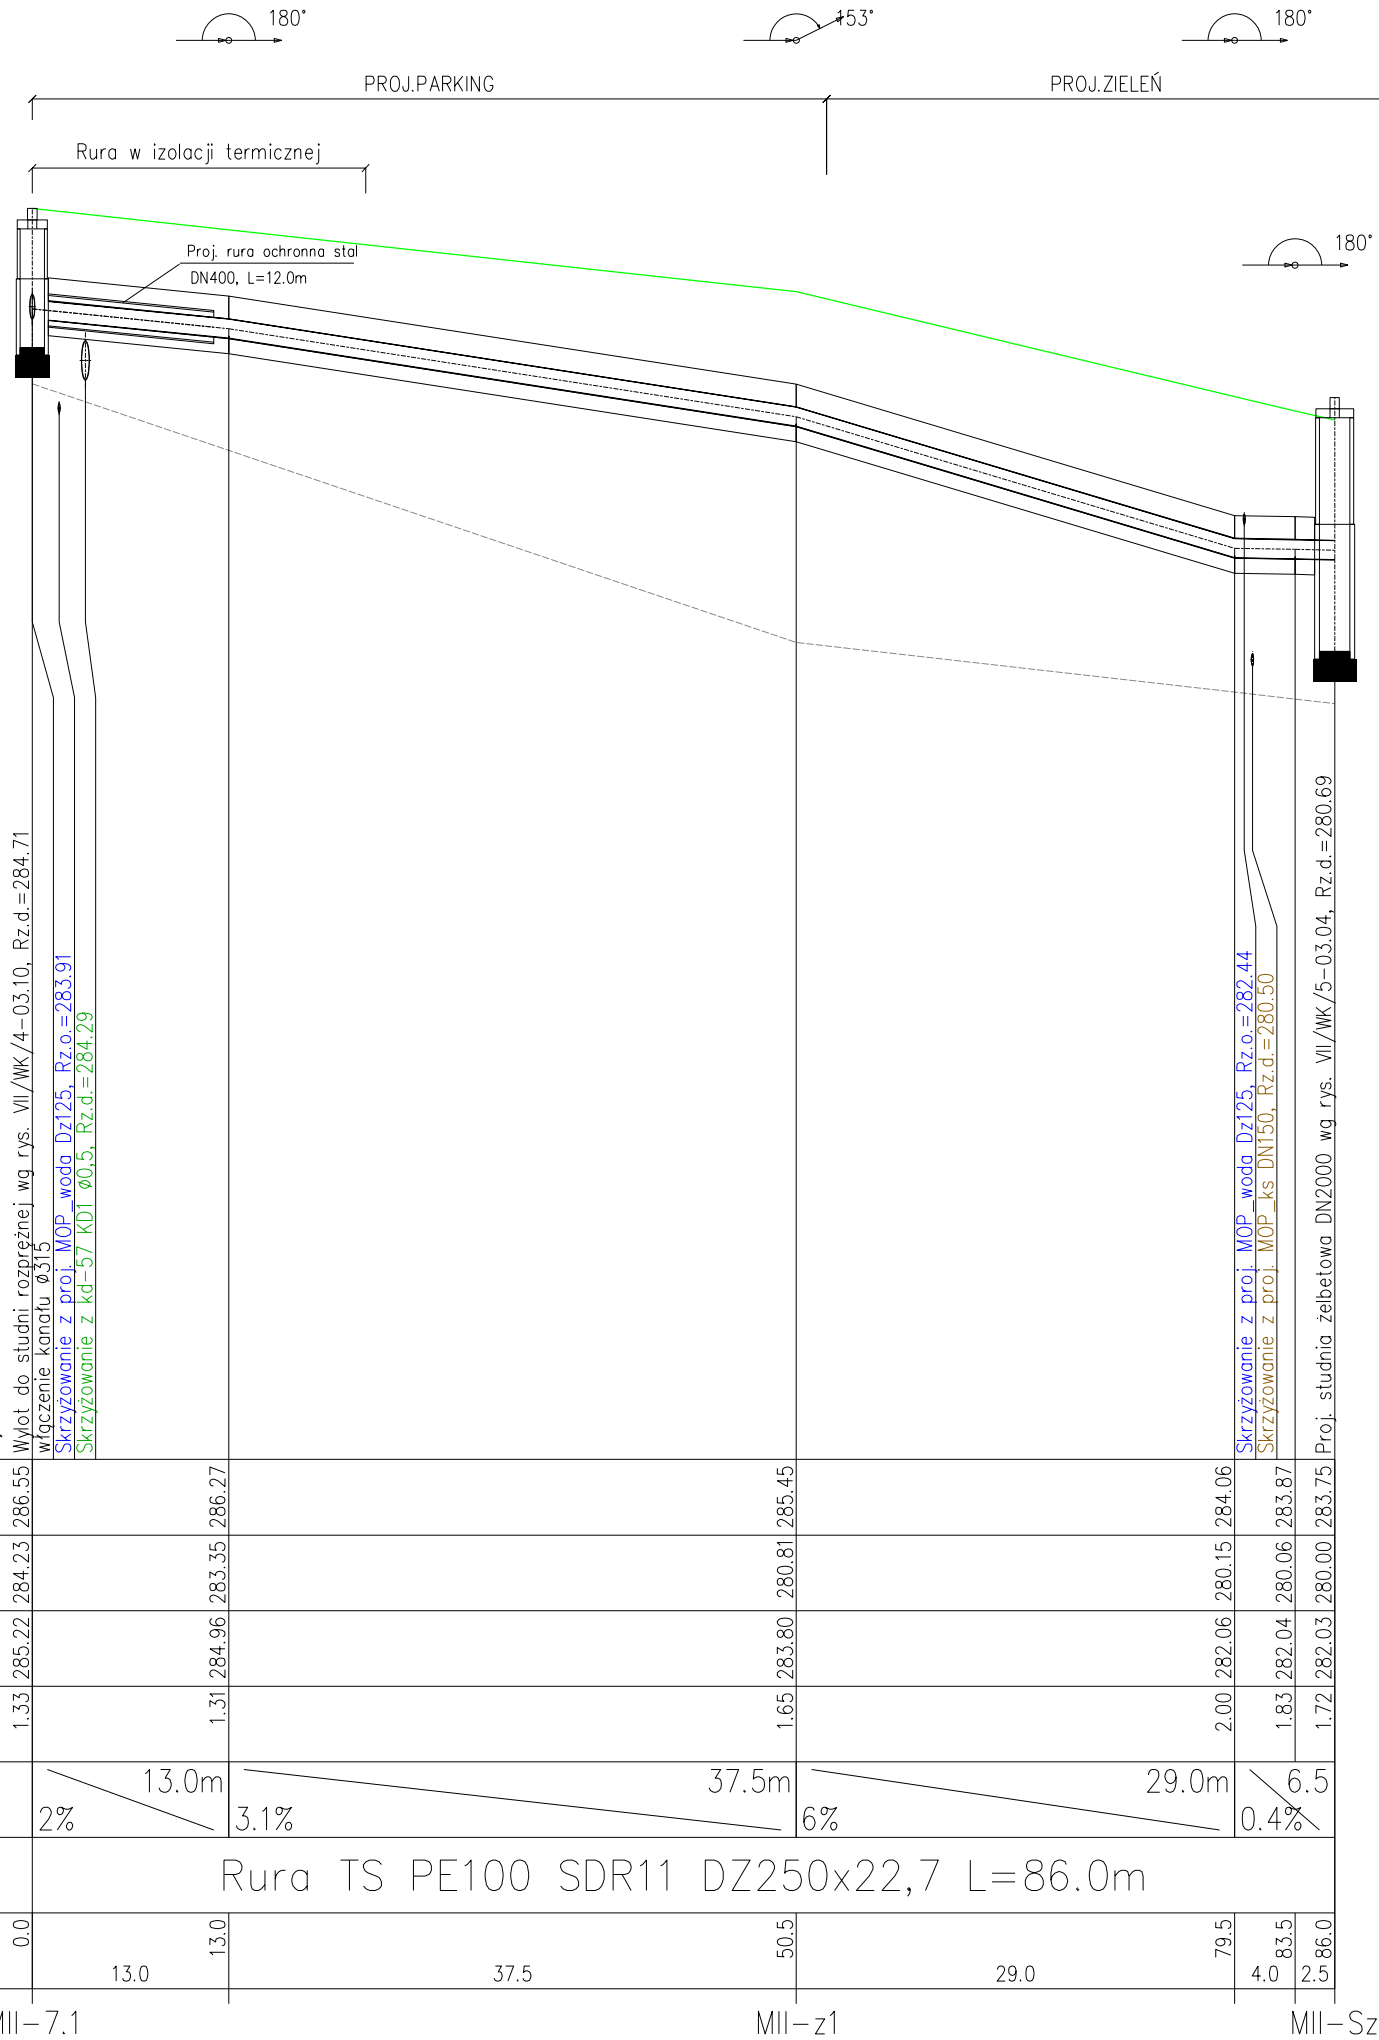 180°
153°
180°
PROJ.PARKING
PROJ.ZIELEŃ
Rura w izolacji termicznej
Proj. rura ochronna stal
DN400, L=12.0m
180°
Wylot do studni rozprężnej wg rys. VII/WK/4-03.10, Rz.d.=284.71
włączenie kanału ø315
Skrzyżowanie z proj. MOP_woda Dz125, Rz.o.=283.91
Skrzyżowanie z kd-57 KD1 ø0,5, Rz.d.=284.29
Skrzyżowanie z proj. MOP_woda Dz125, Rz.o.=282.44
Skrzyżowanie z proj. MOP_ks DN150, Rz.d.=280.50
Proj. studnia żelbetowa DN2000 wg rys. VII/WK/5-03.04, Rz.d.=280.69
286.55 286.27 285.45 284.06 283.87 283.75
284.23 283.35 280.81 280.15 280.06 280.00
285.22 284.96 283.80 282.06 282.04 282.03
1.33 1.31 1.65 2.00 1.83 1.72
13.0m 37.5m 29.0m 6.5
2% 3.1% 6% 0.4%
Rura TS PE100 SDR11 DZ250x22,7 L=86.0m
0.0 13.0 50.5 79.5 83.5 86.0
13.0 37.5 29.0 4.0 2.5
MII-7.1 MII-z1 MII-Sz